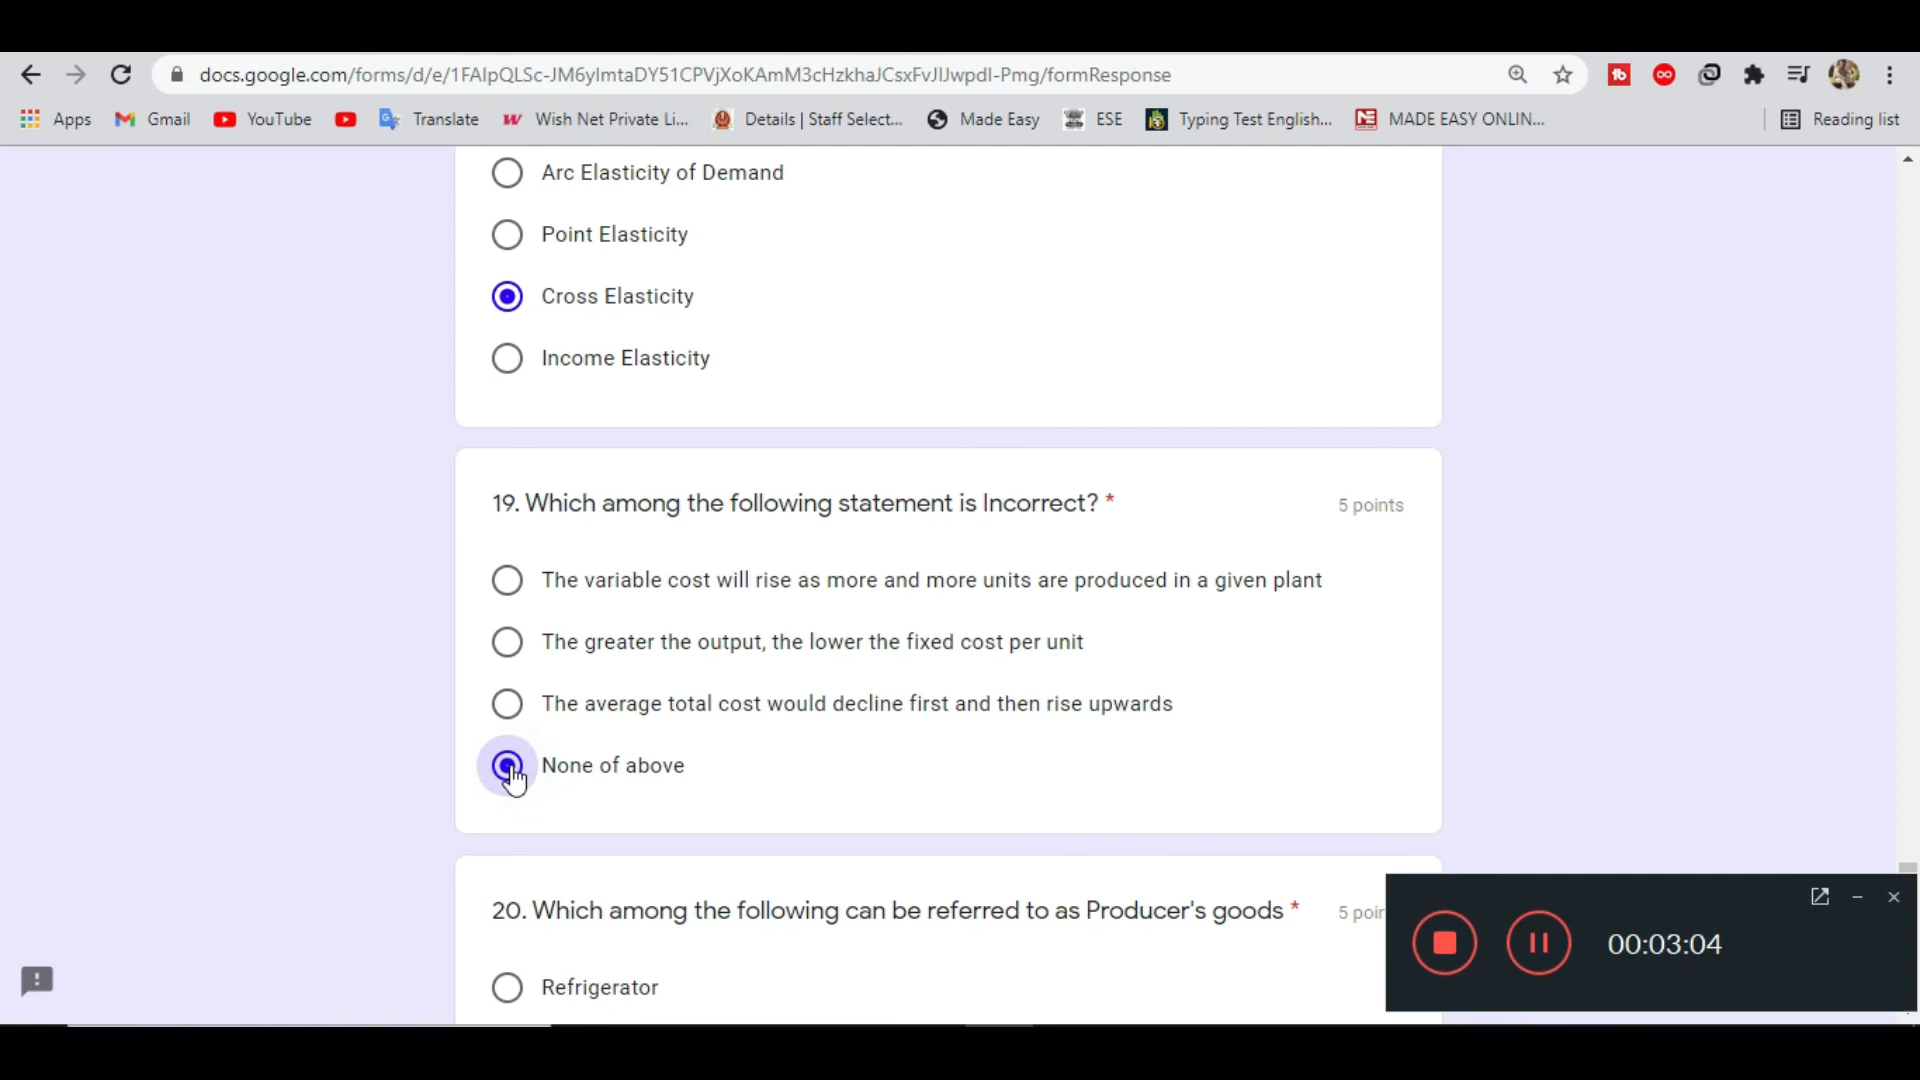 docs.google.com/forms/d/e/1FAIpQLSc-JM6yImtaDY51CPVjXoKAmM3cHzkhaJCsxFvJlJwpdI-Pmg/formResponse
Apps Gmail YouTube Translate Wish Net Private Li... Details | Staff Select... Made Easy ESE Typing Test English... MADE EASY ONLIN... Reading list
Arc Elasticity of Demand
Point Elasticity
Cross Elasticity
Income Elasticity
19. Which among the following statement is Incorrect? *
5 points
The variable cost will rise as more and more units are produced in a given plant
The greater the output, the lower the fixed cost per unit
The average total cost would decline first and then rise upwards
None of above
20. Which among the following can be referred to as Producer's goods *
5 poir
Refrigerator
00:03:04